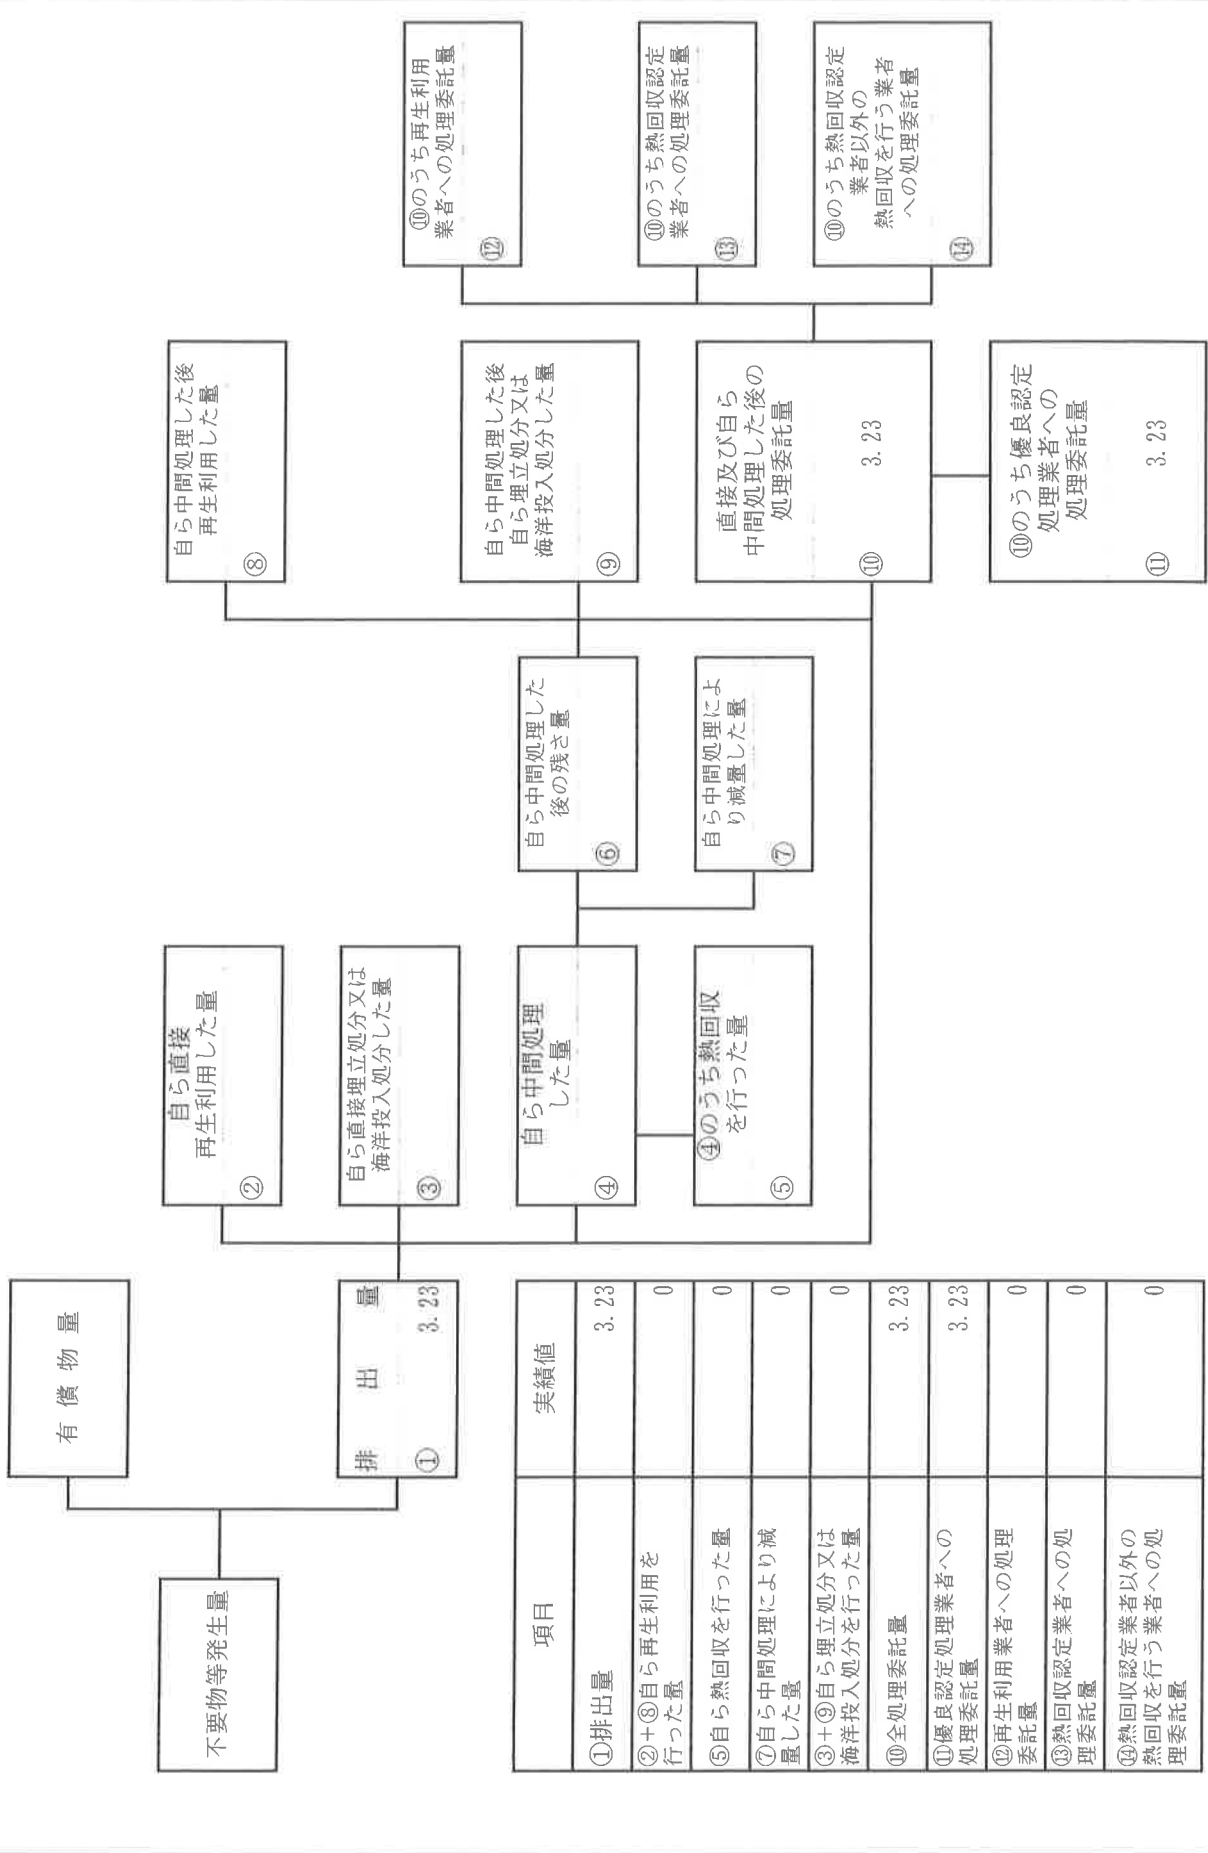 有償物量
不要物等発生量
排出量
① 3.23
自ら直接
再生利用した量
②
自ら直接埋立処分又は
海洋投入処分した量
③
自ら中間処理
した量
④
④のうち熱回収
を行った量
⑤
自ら中間処理した
後の残さ量
⑥
自ら中間処理によ
り減量した量
⑦
自ら中間処理した後
再生利用した量
⑧
自ら中間処理した後
自ら埋立処分又は
海洋投入処分した量
⑨
直接及び自ら
中間処理した後の
処理委託量
⑩ 3.23
⑩のうち優良認定
処理業者への
処理委託量
⑪ 3.23
⑩のうち再生利用
業者への処理委託量
⑫
⑩のうち熱回収認定
業者への処理委託量
⑬
⑩のうち熱回収認定
業者以外の
熱回収を行う業者
への処理委託量
⑭
項目 実績値
①排出量 3.23
②+⑧自ら再生利用を
行った量 0
⑤自ら熱回収を行った量 0
⑦自ら中間処理により減
量した量 0
③+⑨自ら埋立処分又は
海洋投入処分を行った量 0
⑩全処理委託量 3.23
⑪優良認定処理業者への
処理委託量 3.23
⑫再生利用業者への処理
委託量 0
⑬熱回収認定業者への処
理委託量 0
⑭熱回収認定業者以外の
熱回収を行う業者への処
理委託量 0